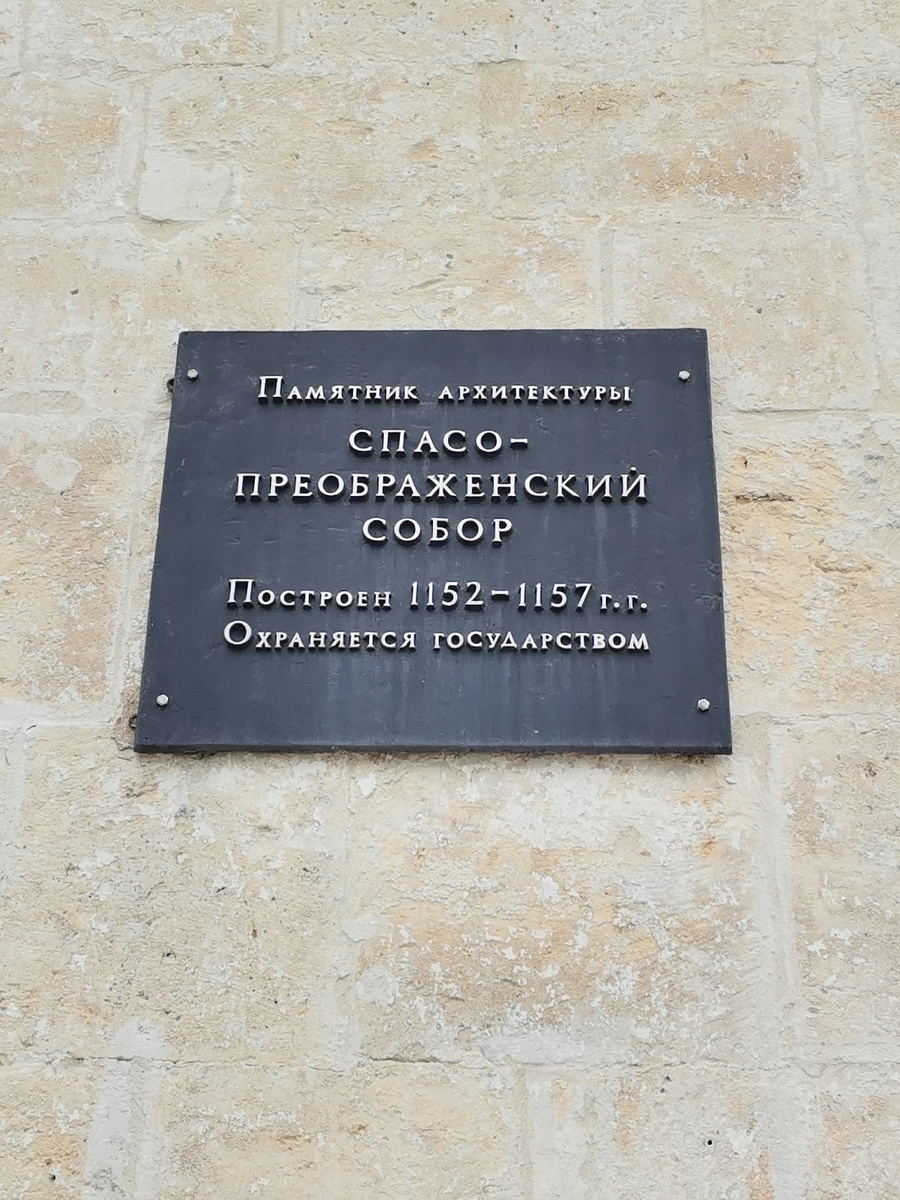 Памятник архитектуры
СПАСО-
ПРЕОБРАЖЕНСКИЙ
СОБОР
Построен 1152-1157 г.г.
Охраняется государством